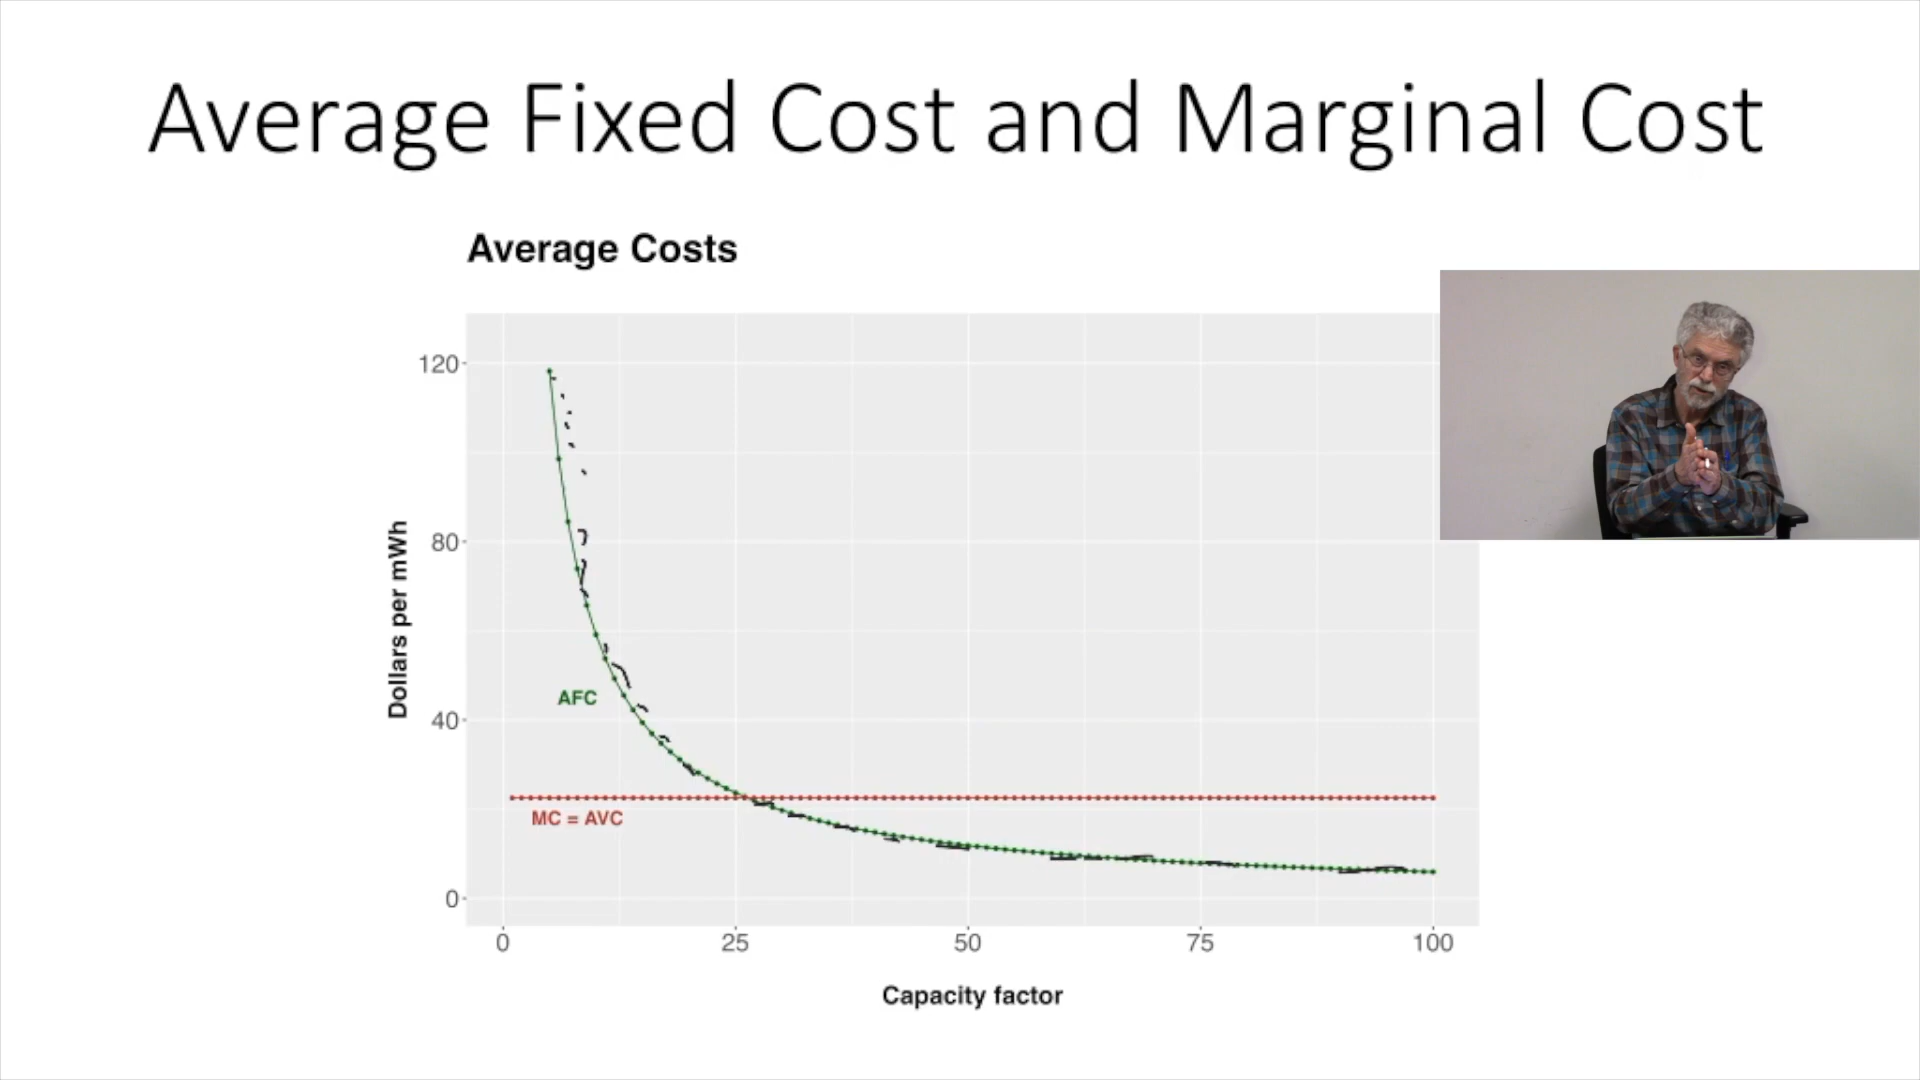 Average Fixed Cost and Marginal Cost
Average Costs
120
80
40
0
Dollars per mWh
AFC
MC = AVC
0 25 50 75 100
Capacity factor